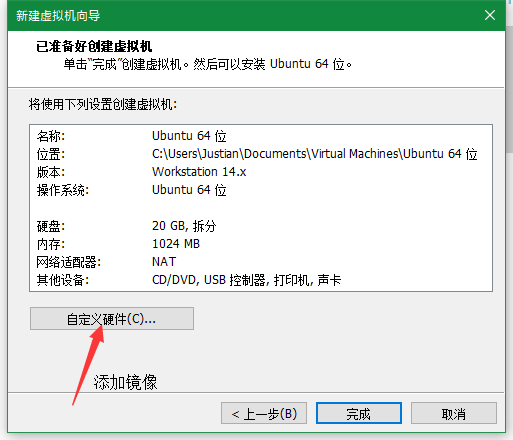 新建虚拟机向导
已准备好创建虚拟机
单击“完成”创建虚拟机。然后可以安装 Ubuntu 64 位。
将使用下列设置创建虚拟机:
名称: Ubuntu 64 位
位置: C:\Users\Justian\Documents\Virtual Machines\Ubuntu 64 位
版本: Workstation 14.x
操作系统: Ubuntu 64 位
硬盘: 20 GB, 拆分
内存: 1024 MB
网络适配器: NAT
其他设备: CD/DVD, USB 控制器, 打印机, 声卡
自定义硬件(C)...
添加镜像
< 上一步(B) 完成 取消